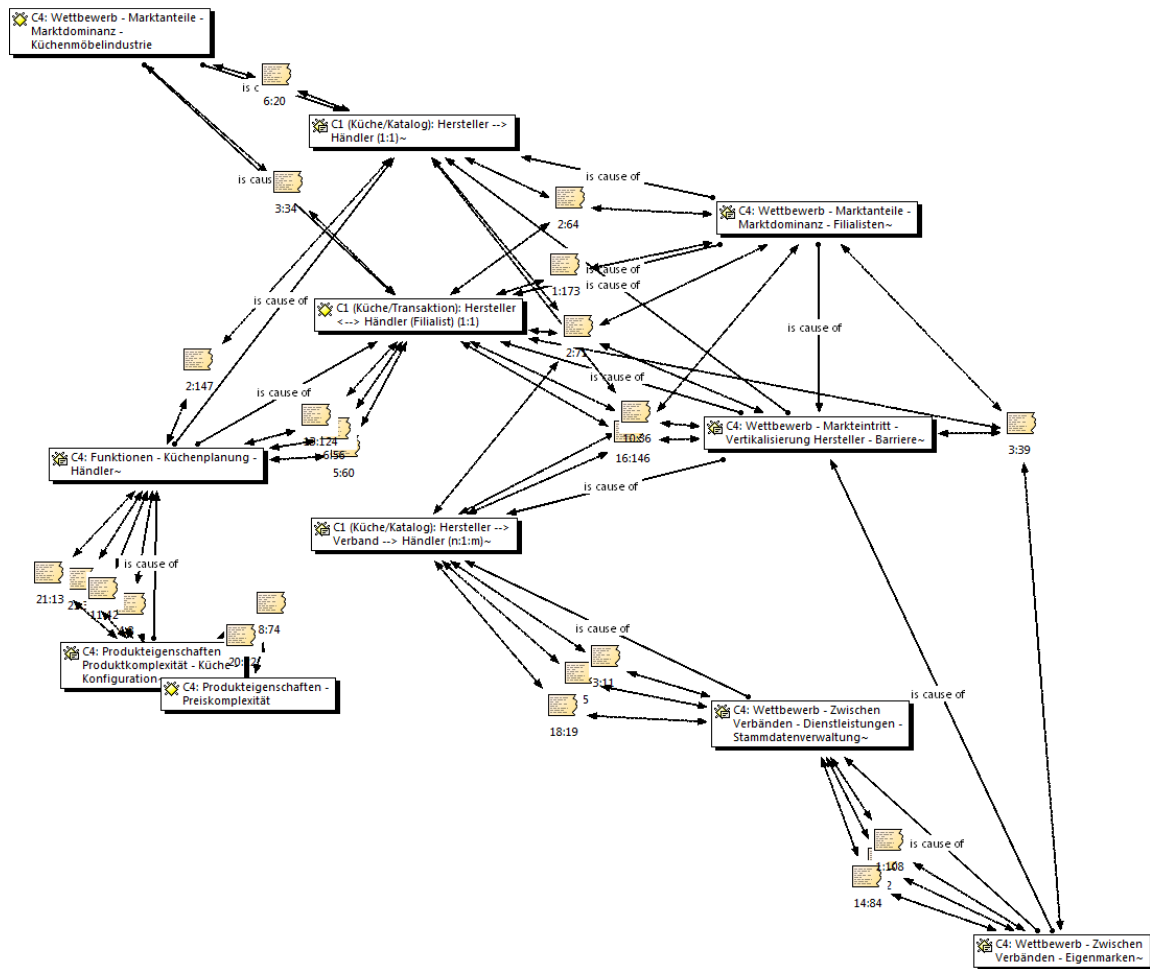 C4: Wettbewerb - Marktanteile -
Marktdominanz -
Küchenmöbelindustrie
is c
6:20
C1 (Küche/Katalog): Hersteller -->
Händler (1:1)~
is caus
3:34
is cause of
2:64
C4: Wettbewerb - Marktanteile -
Marktdominanz - Filialisten~
is cause of
1:173
is cause of
is cause of
C1 (Küche/Transaktion): Hersteller
<--> Händler (Filialist) (1:1)
is cause of
2:71
2:147
is cause of
is cause of
13:124
6:56
5:60
10:36
16:146
C4: Wettbewerb - Markteintritt -
Vertikalisierung Hersteller - Barriere~
3:39
C4: Funktionen - Küchenplanung -
Händler~
is cause of
C1 (Küche/Katalog): Hersteller -->
Verband --> Händler (n:1:m)~
is cause of
21:13
11:42
8:74
C4: Produkteigenschaften
Produktkomplexität - Küche
Konfiguration~
C4: Produkteigenschaften -
Preiskomplexität
is cause of
3:11
5
18:19
C4: Wettbewerb - Zwischen
Verbänden - Dienstleistungen -
Stammdatenverwaltung~
is cause of
is cause of
1:108
2
14:84
C4: Wettbewerb - Zwischen
Verbänden - Eigenmarken~